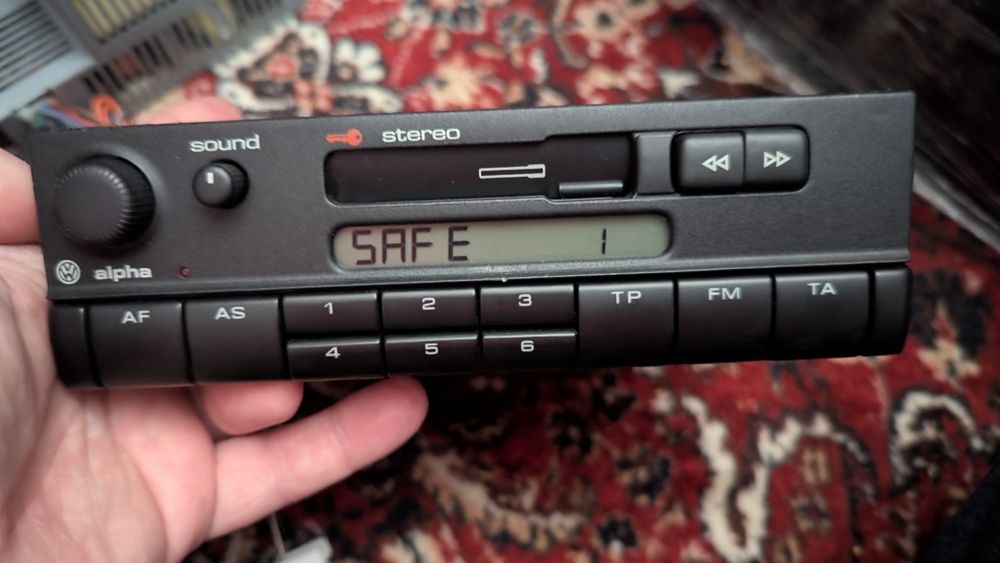 sound
stereo
SAFE 1
alpha
AF AS 1 2 3 TP FM TA
4 5 6